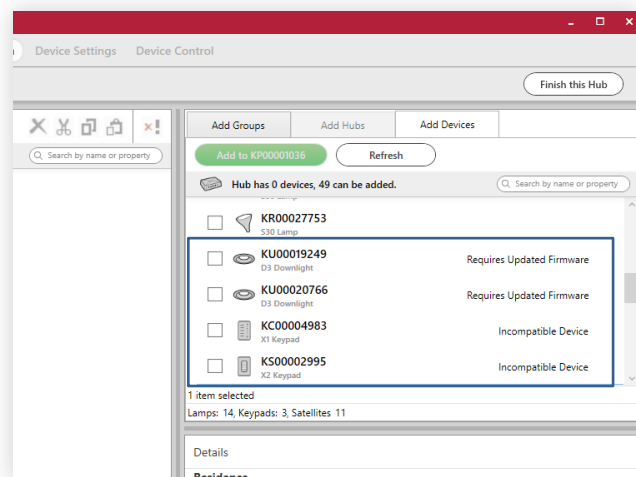 Device Settings Device Control
Finish this Hub
Search by name or property
Add Groups Add Hubs Add Devices
Add to KP00001036 Refresh
Hub has 0 devices, 49 can be added. Search by name or property
KR00027753
S30 Lamp
KU00019249
D3 Downlight
Requires Updated Firmware
KU00020766
D3 Downlight
Requires Updated Firmware
KC00004983
X1 Keypad
Incompatible Device
KS00002995
X2 Keypad
Incompatible Device
1 item selected
Lamps: 14, Keypads: 3, Satellites 11
Details
Residence